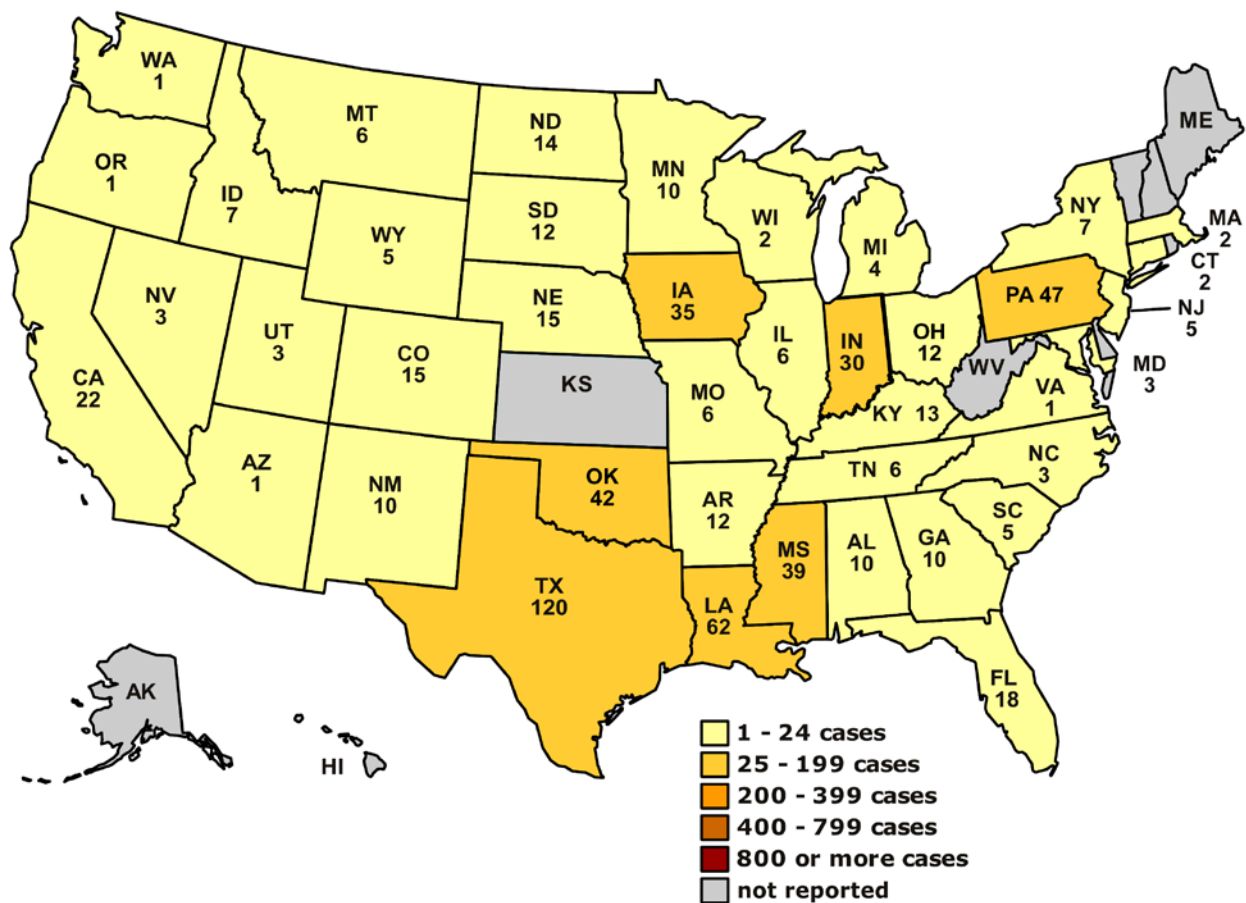 WA
1
MT
6
ND
14
MN
10
ME
OR
1
ID
7
WY
5
SD
12
WI
2
MI
4
NY
7
MA
2
CT
2
NV
3
UT
3
CO
15
NE
15
IA
35
IL
6
IN
30
OH
12
PA 47
NJ
5
WV
MD
3
VA
1
CA
22
KS
MO
6
KY 13
AZ
1
NM
10
OK
42
AR
12
TN 6
NC
3
SC
5
TX
120
LA
62
MS
39
AL
10
GA
10
FL
18
AK
HI
1 - 24 cases
25 - 199 cases
200 - 399 cases
400 - 799 cases
800 or more cases
not reported